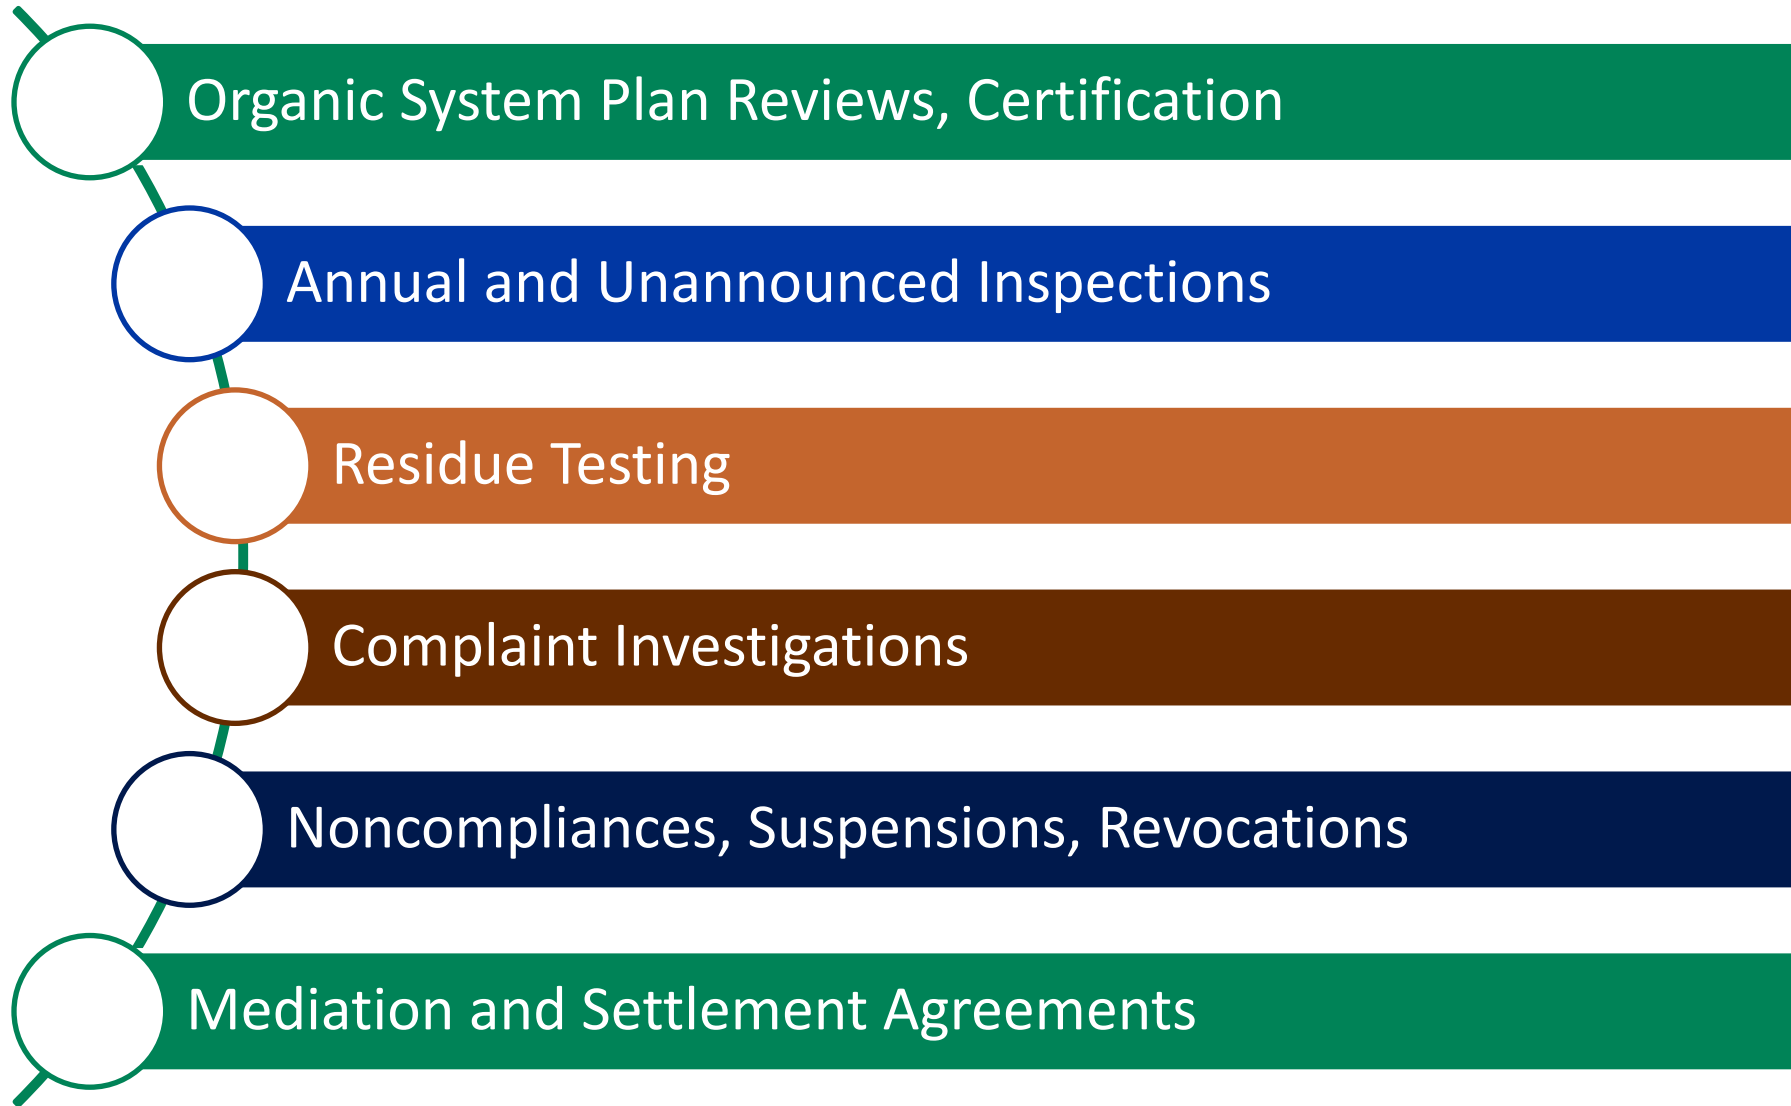 Organic System Plan Reviews, Certification
Annual and Unannounced Inspections
Residue Testing
Complaint Investigations
Noncompliances, Suspensions, Revocations
Mediation and Settlement Agreements